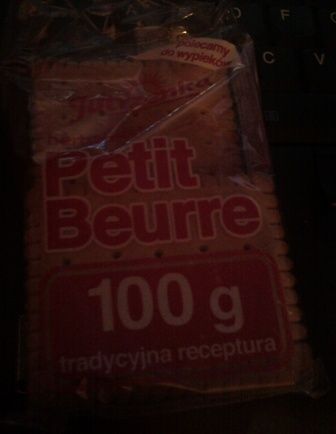 polecamy
do wypieków
Petit
Beurre
100 g
tradycyjna receptura
D F
C V